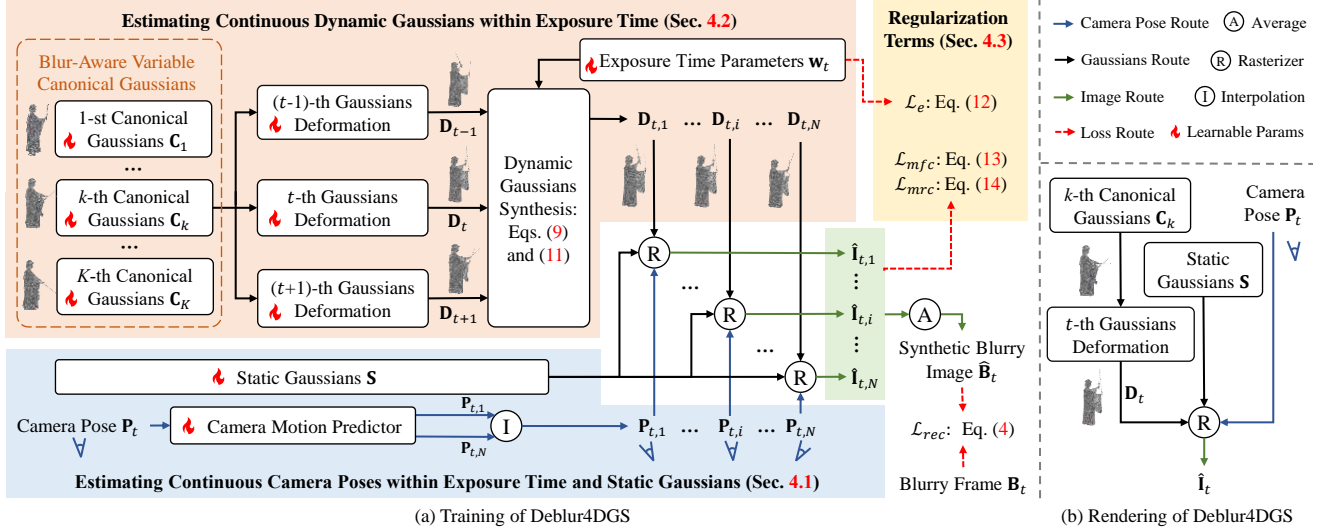 Estimating Continuous Dynamic Gaussians within Exposure Time (Sec. 4.2)
Blur-Aware Variable
Canonical Gaussians
1-st Canonical
Gaussians C_1
...
k-th Canonical
Gaussians C_k
...
K-th Canonical
Gaussians C_K
(t-1)-th Gaussians
Deformation
D_{t−1}
t-th Gaussians
Deformation
D_t
(t+1)-th Gaussians
Deformation
D_{t+1}
Dynamic
Gaussians
Synthesis:
Eqs. (9)
and (11)
Exposure Time Parameters w_t
D_{t,1} ... D_{t,i} ... D_{t,N}
R
...
R
...
R
Static Gaussians S
Camera Pose P_t
Camera Motion Predictor
P_{t,1}
P_{t,N}
I
P_{t,1} ... P_{t,i} ... P_{t,N}
Estimating Continuous Camera Poses within Exposure Time and Static Gaussians (Sec. 4.1)
Î_{t,1}
⋮
Î_{t,i}
⋮
Î_{t,N}
A
Synthetic Blurry
Image B̂_t
ℒ_{rec}: Eq. (4)
Blurry Frame B_t
Regularization
Terms (Sec. 4.3)
ℒ_e: Eq. (12)
ℒ_{mfc}: Eq. (13)
ℒ_{mrc}: Eq. (14)
(a) Training of Deblur4DGS
Camera Pose Route A Average
Gaussians Route R Rasterizer
Image Route I Interpolation
Loss Route Learnable Params
k-th Canonical
Gaussians C_k
Camera
Pose P_t
Static
Gaussians S
t-th Gaussians
Deformation
D_t
R
Î_t
(b) Rendering of Deblur4DGS